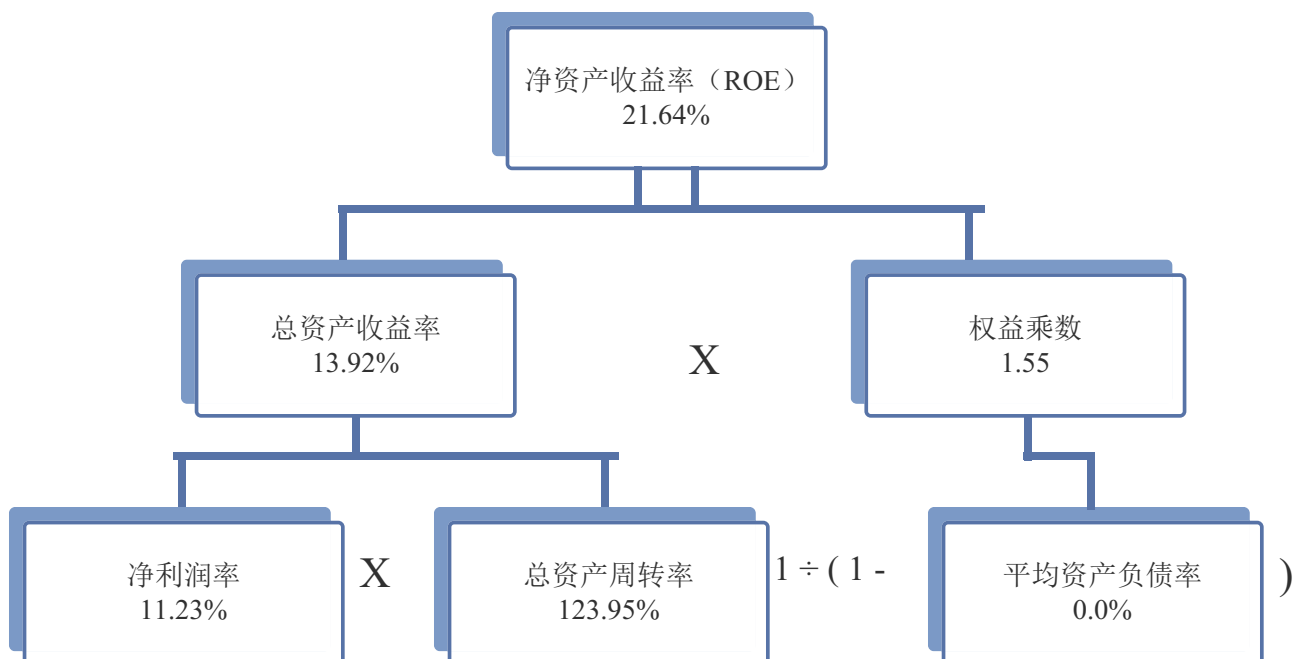 净资产收益率（ROE）
21.64%
总资产收益率
13.92%
X
权益乘数
1.55
净利润率
11.23%
X
总资产周转率
123.95%
1 ÷ ( 1 -
平均资产负债率
0.0%
)